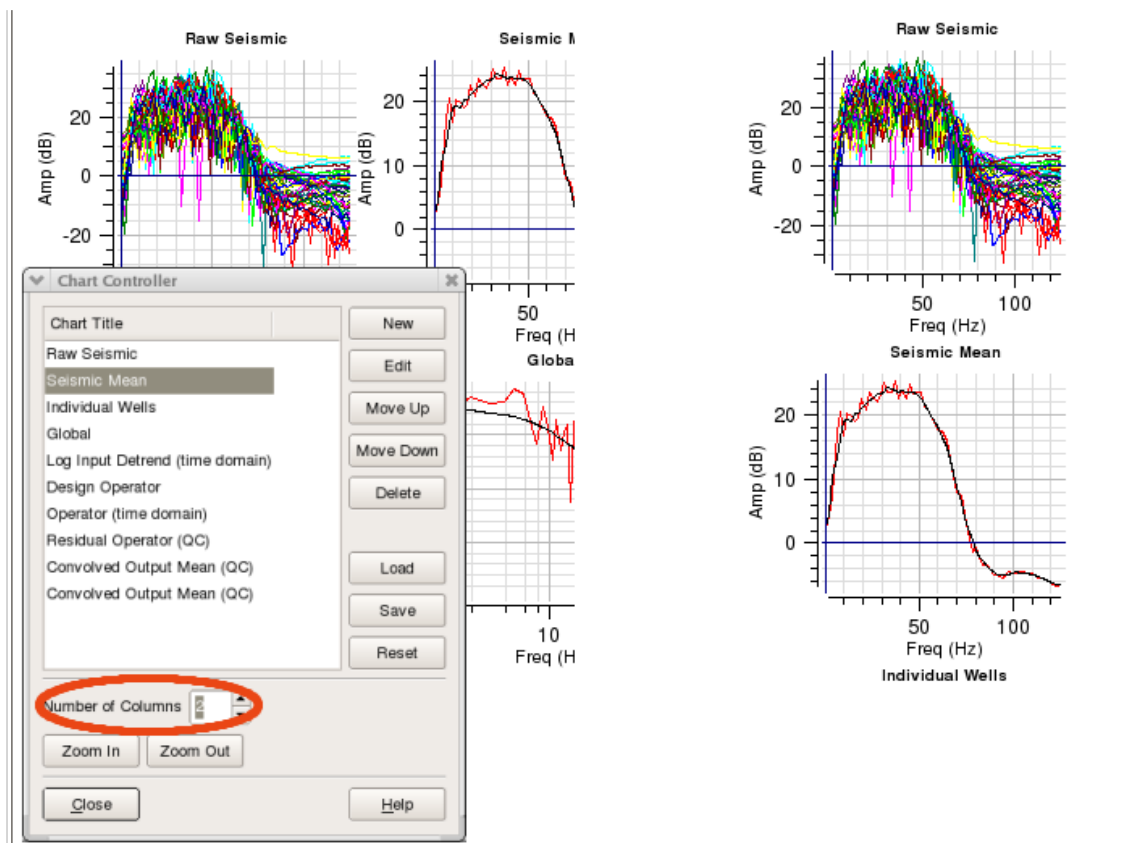 Raw Seismic
Seismic M
Amp (dB)
20
0
-20
Amp (dB)
20
10
0
50
Freq (H
Globa
10
Freq (H
Chart Controller
Chart Title
Raw Seismic
Seismic Mean
Individual Wells
Global
Log Input Detrend (time domain)
Design Operator
Operator (time domain)
Residual Operator (QC)
Convolved Output Mean (QC)
Convolved Output Mean (QC)
New
Edit
Move Up
Move Down
Delete
Load
Save
Reset
Number of Columns 2
Zoom In Zoom Out
Close Help
Raw Seismic
Amp (dB)
20
0
-20
50 100
Freq (Hz)
Seismic Mean
Amp (dB)
20
10
0
50 100
Freq (Hz)
Individual Wells